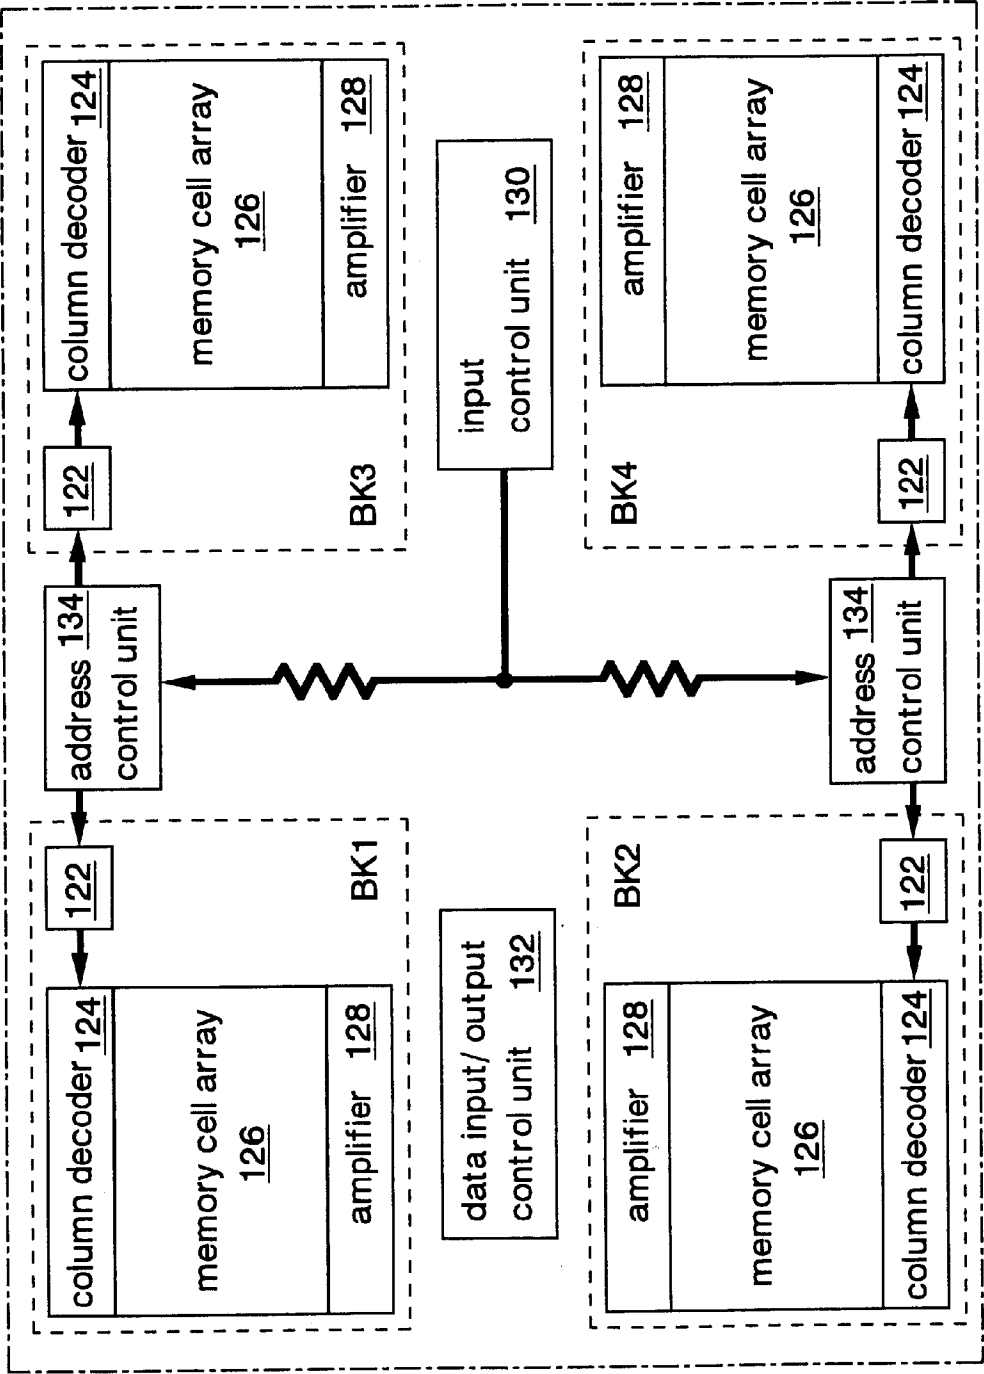 column decoder 124
memory cell array
126
amplifier 128
122
BK1
address 134
control unit
122
BK3
column decoder 124
memory cell array
126
amplifier 128
data input/ output
control unit 132
input
control unit 130
amplifier 128
memory cell array
126
column decoder 124
BK2
122
address 134
control unit
BK4
122
amplifier 128
memory cell array
126
column decoder 124